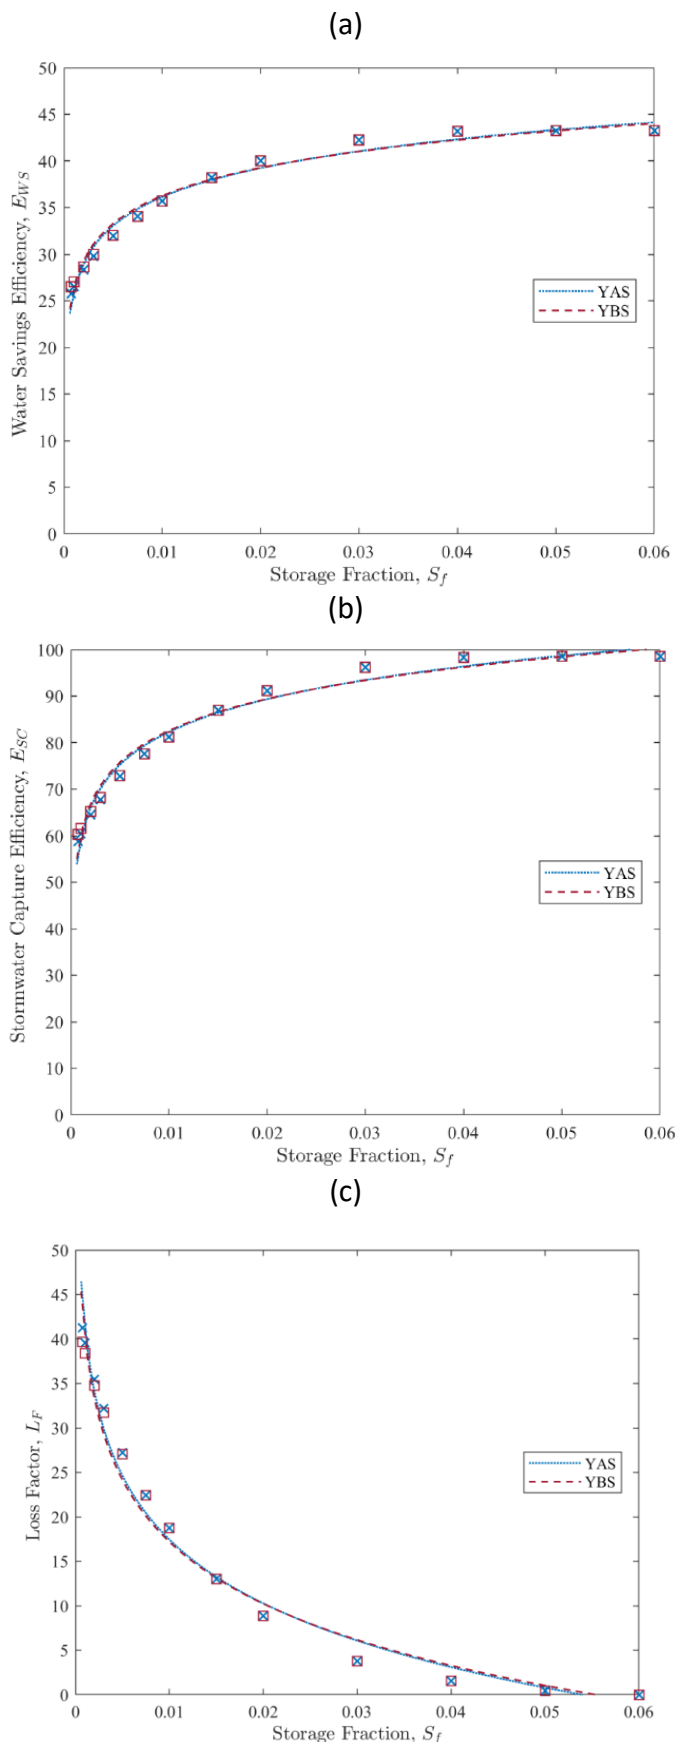 (a)
50
45
40
35
30
25
20
15
10
5
0
Water Savings Efficiency, E_WS
YAS
YBS
0 0.01 0.02 0.03 0.04 0.05 0.06
Storage Fraction, S_f
(b)
100
90
80
70
60
50
40
30
20
10
0
Stormwater Capture Efficiency, E_SC
YAS
YBS
0 0.01 0.02 0.03 0.04 0.05 0.06
Storage Fraction, S_f
(c)
50
45
40
35
30
25
20
15
10
5
0
Loss Factor, L_F
YAS
YBS
0 0.01 0.02 0.03 0.04 0.05 0.06
Storage Fraction, S_f